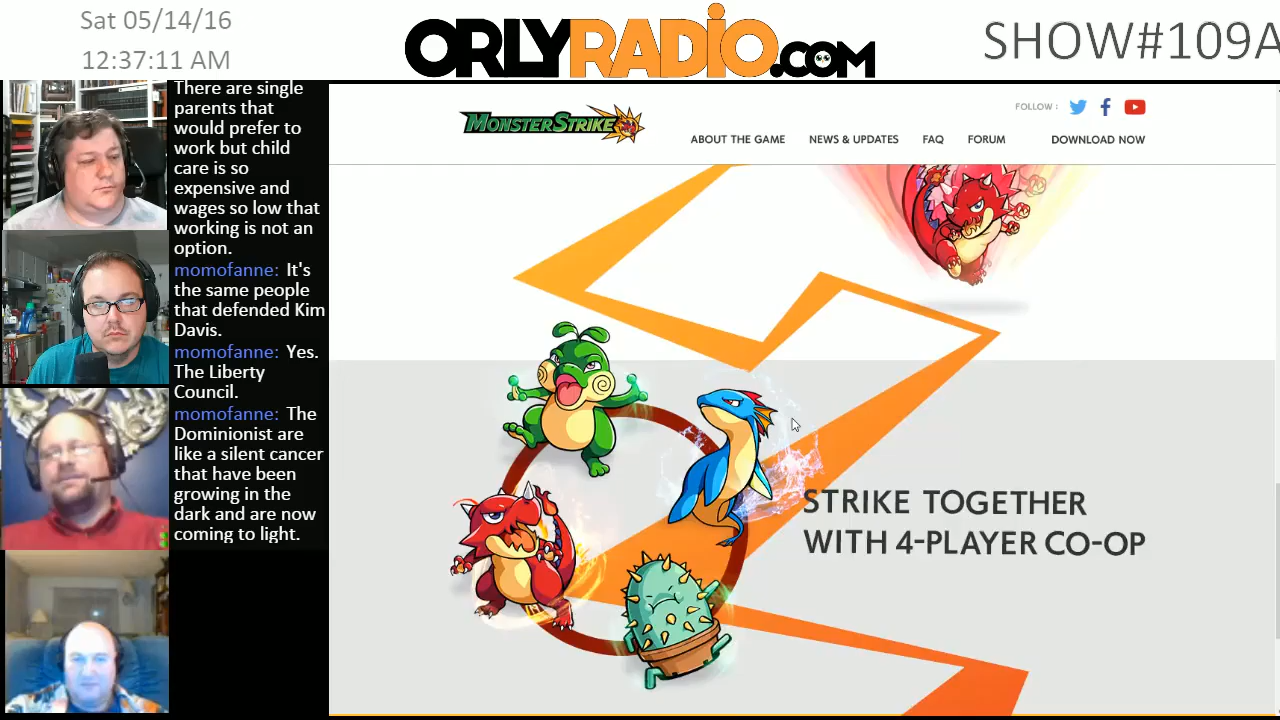 Sat 05/14/16
12:37:11 AM
ORLYRADIO.COM
SHOW#109A
There are single
parents that
would prefer to
work but child
care is so
expensive and
wages so low that
working is not an
option.
momofanne: It's
the same people
that defended Kim
Davis.
momofanne: Yes.
The Liberty
Council.
momofanne: The
Dominionist are
like a silent cancer
that have been
growing in the
dark and are now
coming to light.
MONSTER STRIKE
FOLLOW :
ABOUT THE GAME NEWS & UPDATES FAQ FORUM DOWNLOAD NOW
STRIKE TOGETHER
WITH 4-PLAYER CO-OP